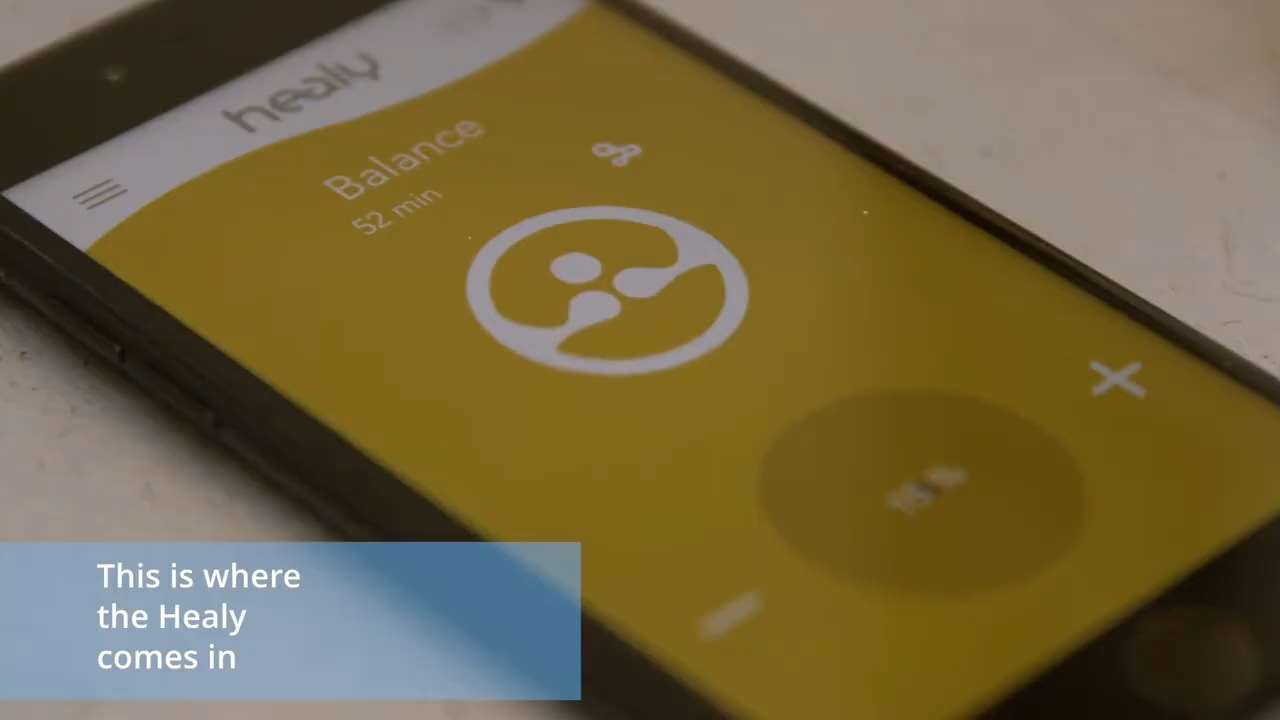 healy
Balance
52 min
This is where
the Healy
comes in